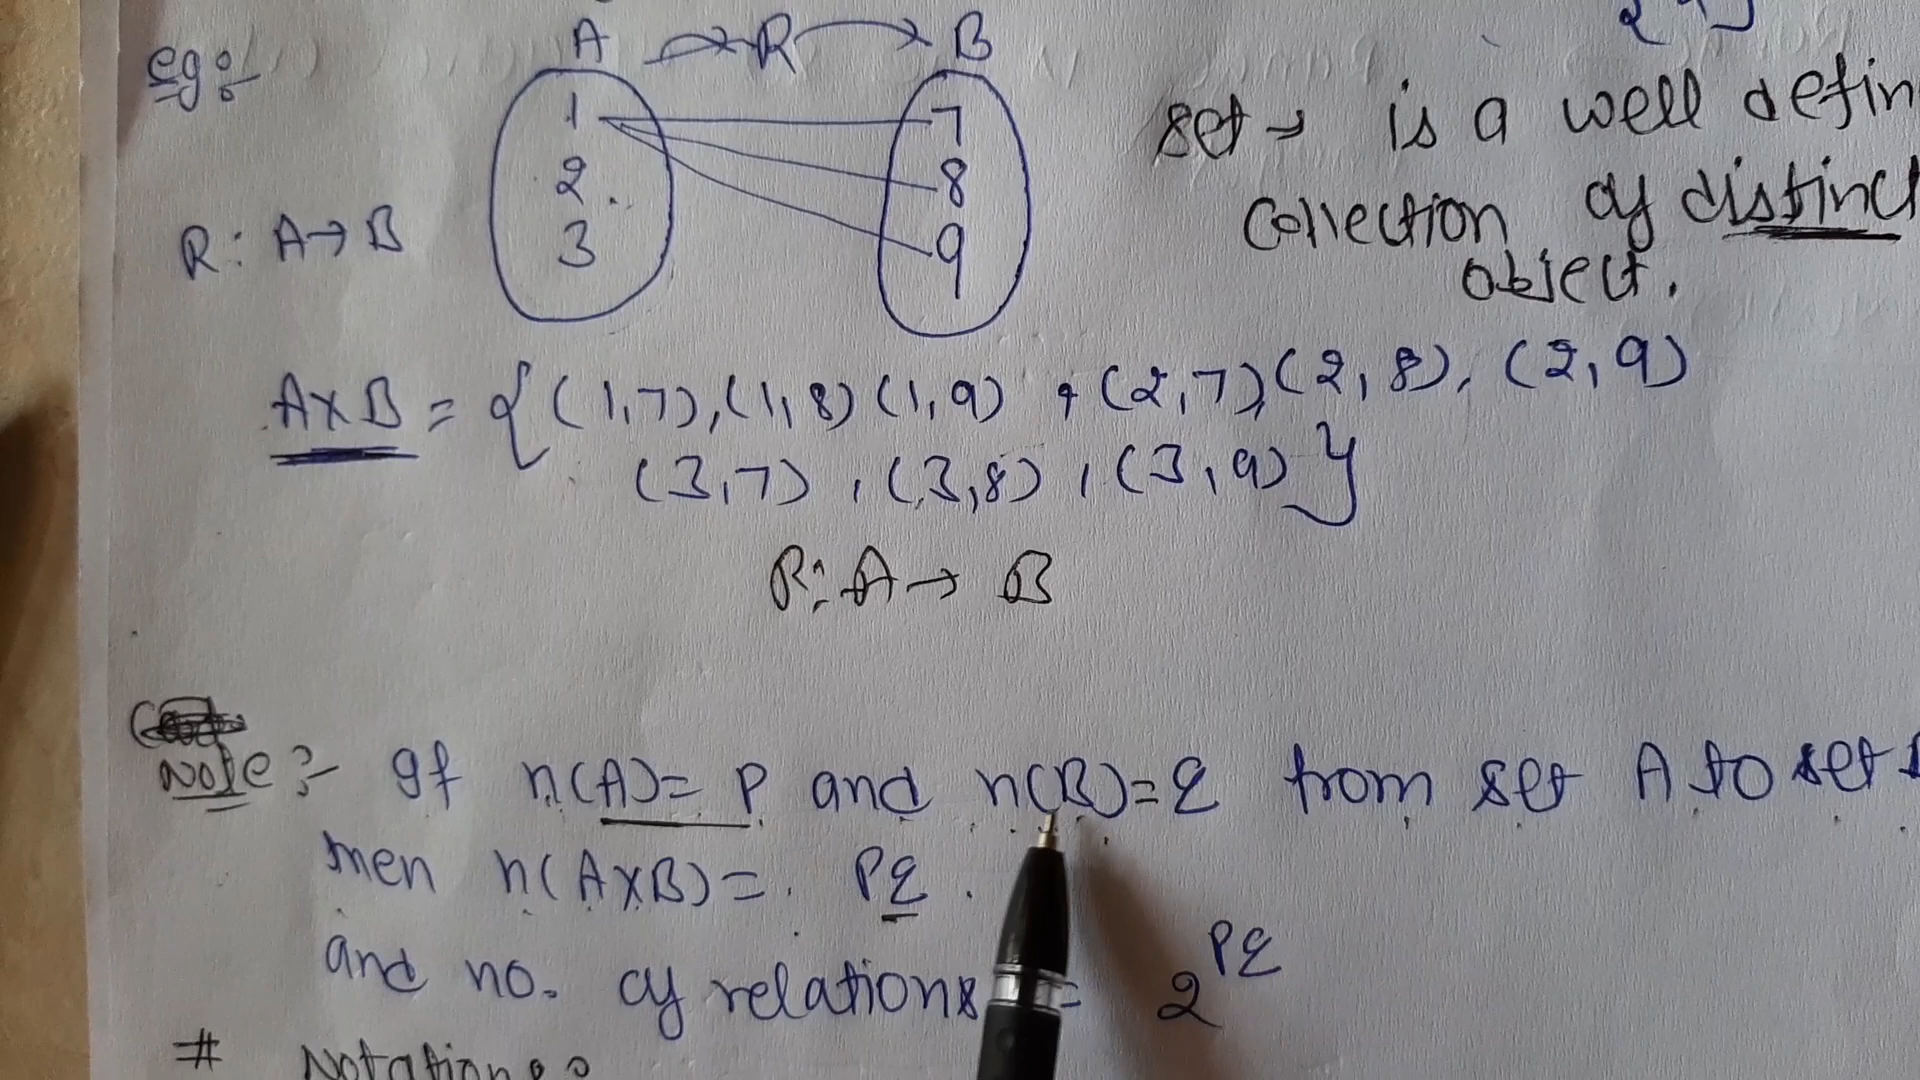 eg:-
A → R → B
1 7
2 8
3 9
R: A→B
set → is a well defin
collection of distinct
object.
A×B = {(1,7),(1,8)(1,9),(2,7),(2,8),(2,9)
(3,7),(3,8),(3,9)}
R: A→ B
Note:- If n(A)= P and n(B)=q from set A to set
then n(A×B)= Pq.
and no. of relations = 2^Pq
# Notation: